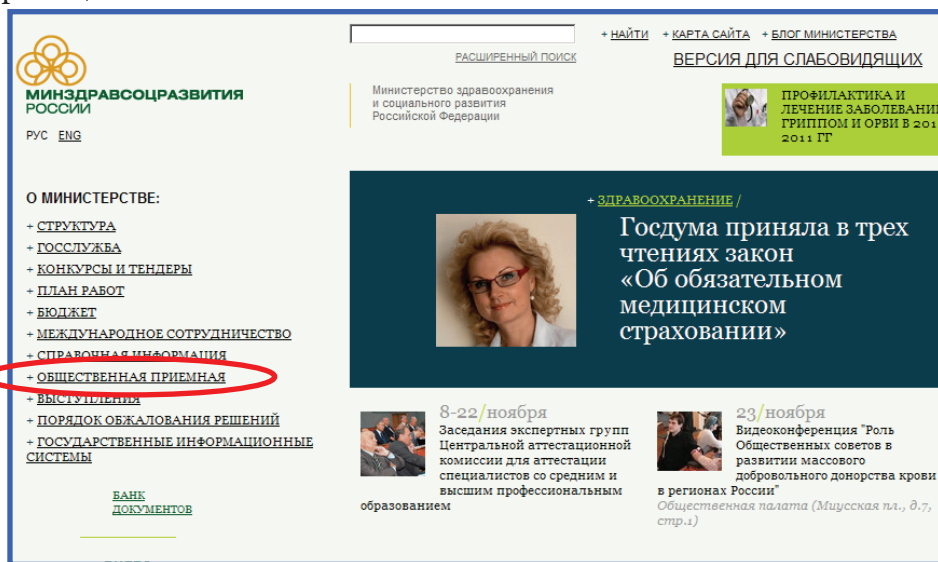 + НАЙТИ + КАРТА САЙТА + БЛОГ МИНИСТЕРСТВА
РАСШИРЕННЫЙ ПОИСК
ВЕРСИЯ ДЛЯ СЛАБОВИДЯЩИХ
МИНЗДРАВСОЦРАЗВИТИЯ
РОССИИ
РУС ENG
Министерство здравоохранения
и социального развития
Российской Федерации
ПРОФИЛАКТИКА И
ЛЕЧЕНИЕ ЗАБОЛЕВАНИ
ГРИППОМ И ОРВИ В 201
2011 ГГ
О МИНИСТЕРСТВЕ:
+ СТРУКТУРА
+ ГОССЛУЖБА
+ КОНКУРСЫ И ТЕНДЕРЫ
+ ПЛАН РАБОТ
+ БЮДЖЕТ
+ МЕЖДУНАРОДНОЕ СОТРУДНИЧЕСТВО
+ СПРАВОЧНАЯ ИНФОРМАЦИЯ
+ ОБЩЕСТВЕННАЯ ПРИЕМНАЯ
+ ВЫСТУПЛЕНИЯ
+ ПОРЯДОК ОБЖАЛОВАНИЯ РЕШЕНИЙ
+ ГОСУДАРСТВЕННЫЕ ИНФОРМАЦИОННЫЕ
СИСТЕМЫ
БАНК
ДОКУМЕНТОВ
+ ЗДРАВООХРАНЕНИЕ /
Госдума приняла в трех
чтениях закон
«Об обязательном
медицинском
страховании»
8-22/ноября
Заседания экспертных групп
Центральной аттестационной
комиссии для аттестации
специалистов со средним и
высшим профессиональным
образованием
23/ноября
Видеоконференция "Роль
Общественных советов в
развитии массового
добровольного донорства крови
в регионах России"
Общественная палата (Миусская пл., д.7,
стр.1)